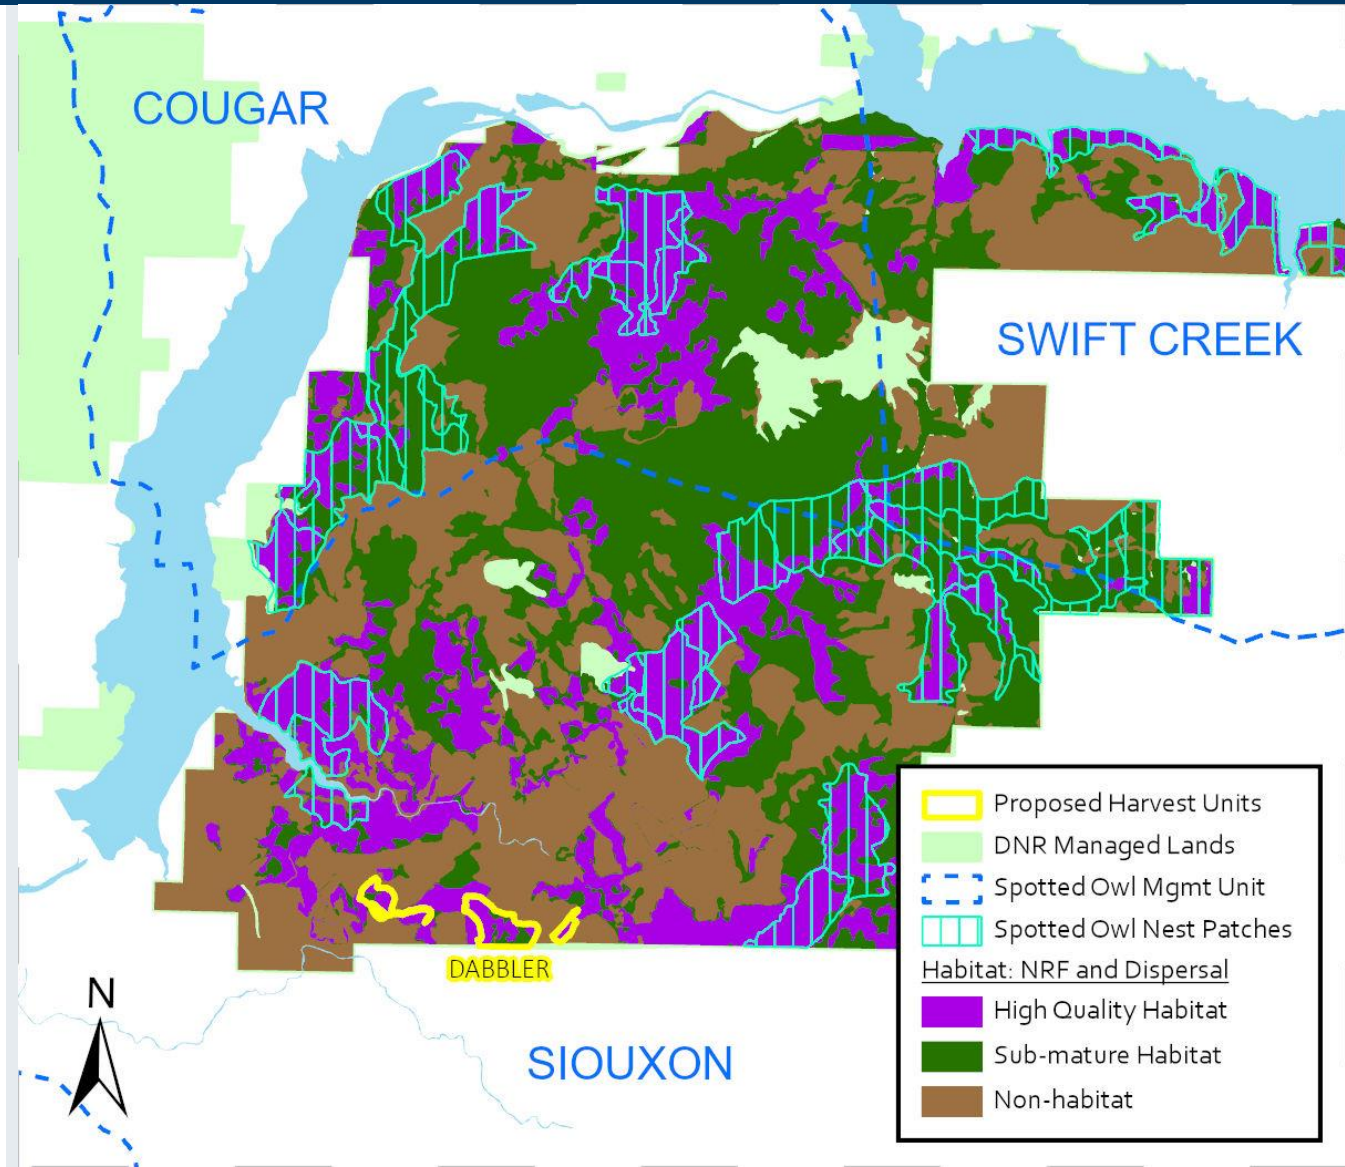 COUGAR
SWIFT CREEK
Proposed Harvest Units
DNR Managed Lands
Spotted Owl Mgmt Unit
Spotted Owl Nest Patches
Habitat: NRF and Dispersal
High Quality Habitat
Sub-mature Habitat
Non-habitat
DABBLER
N
SIOUXON